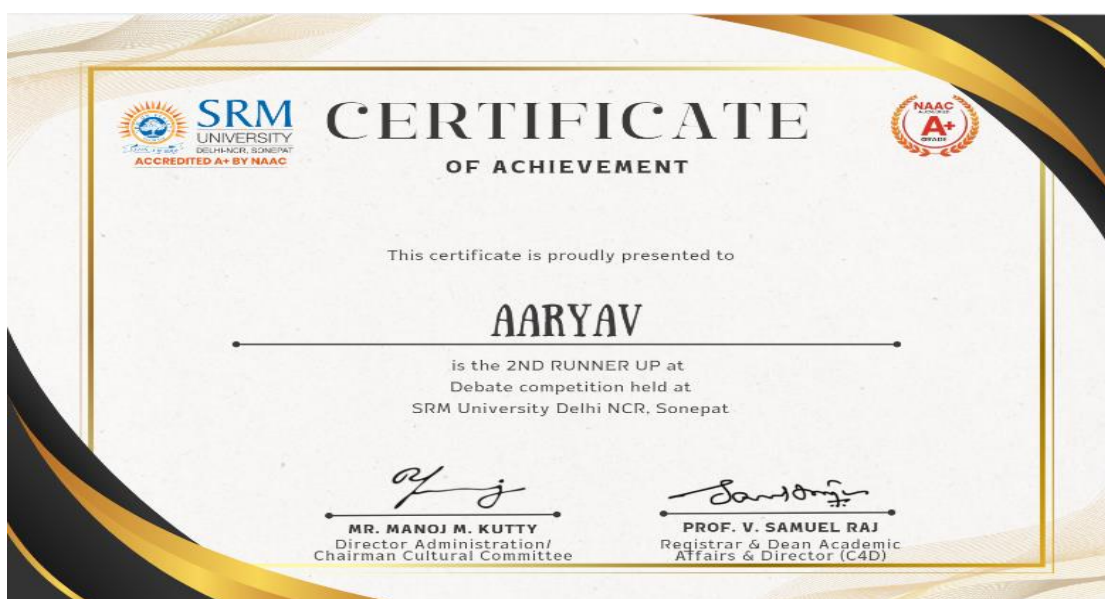 SRM
UNIVERSITY
DELHI-NCR, SONEPAT
ACCREDITED A+ BY NAAC
CERTIFICATE
OF ACHIEVEMENT
NAAC
A+
GRADE
This certificate is proudly presented to
AARYAV
is the 2ND RUNNER UP at
Debate competition held at
SRM University Delhi NCR, Sonepat
MR. MANOJ M. KUTTY
Director Administration/
Chairman Cultural Committee
PROF. V. SAMUEL RAJ
Registrar & Dean Academic
Affairs & Director (C4D)